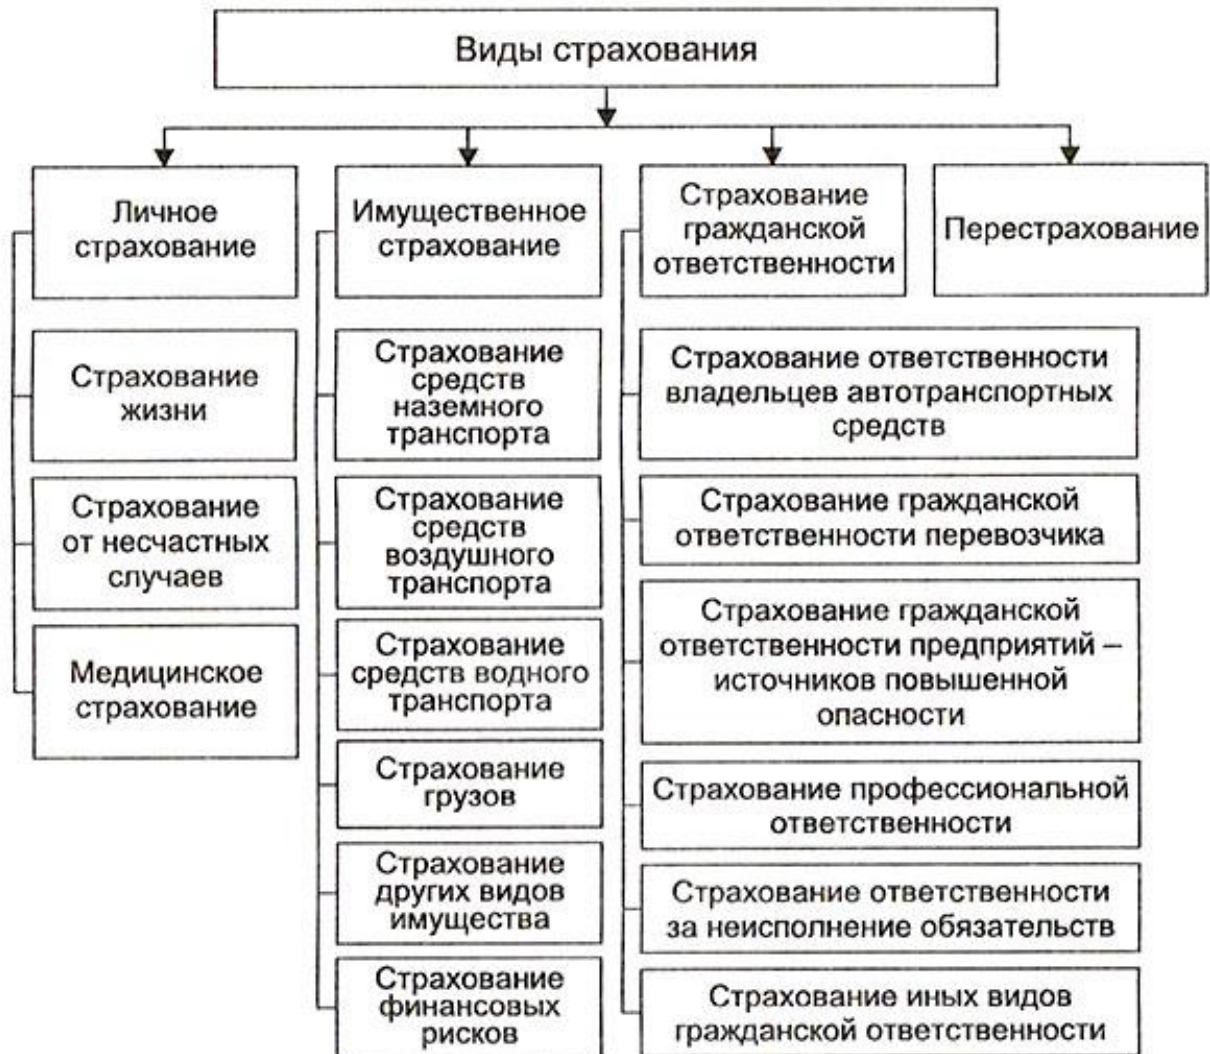 Виды страхования
Личное
страхование
Имущественное
страхование
Страхование
гражданской
ответственности
Перестрахование
Страхование
жизни
Страхование
от несчастных
случаев
Медицинское
страхование
Страхование
средств
наземного
транспорта
Страхование
средств
воздушного
транспорта
Страхование
средств водного
транспорта
Страхование
грузов
Страхование
других видов
имущества
Страхование
финансовых
рисков
Страхование ответственности
владельцев автотранспортных
средств
Страхование гражданской
ответственности перевозчика
Страхование гражданской
ответственности предприятий –
источников повышенной
опасности
Страхование профессиональной
ответственности
Страхование ответственности
за неисполнение обязательств
Страхование иных видов
гражданской ответственности